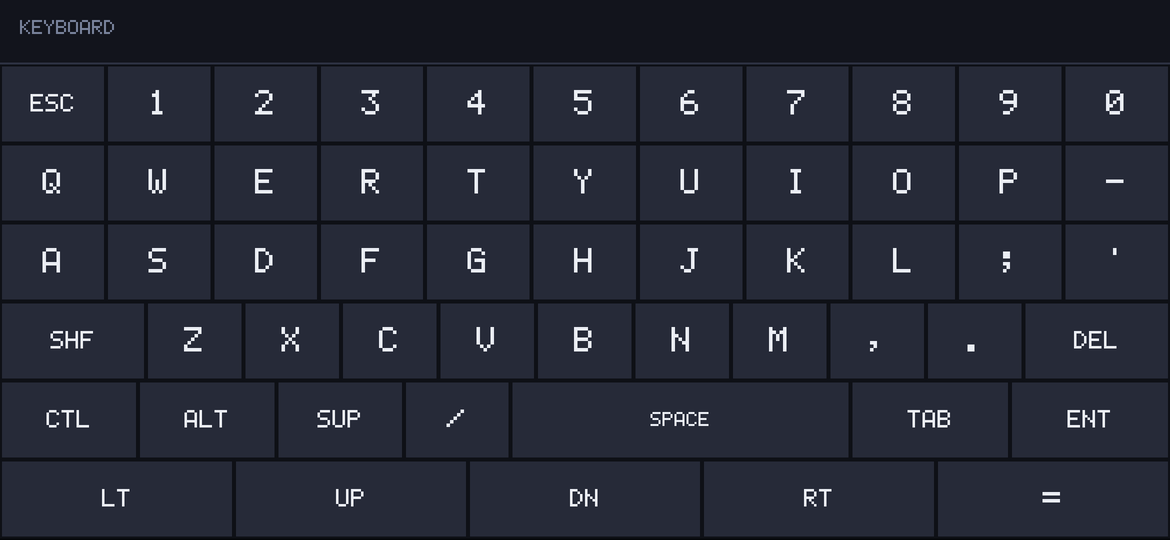 KEYBOARD
ESC 1 2 3 4 5 6 7 8 9 0
Q W E R T Y U I O P -
A S D F G H J K L ; '
SHF Z X C V B N M , . DEL
CTL ALT SUP / SPACE TAB ENT
LT UP DN RT =